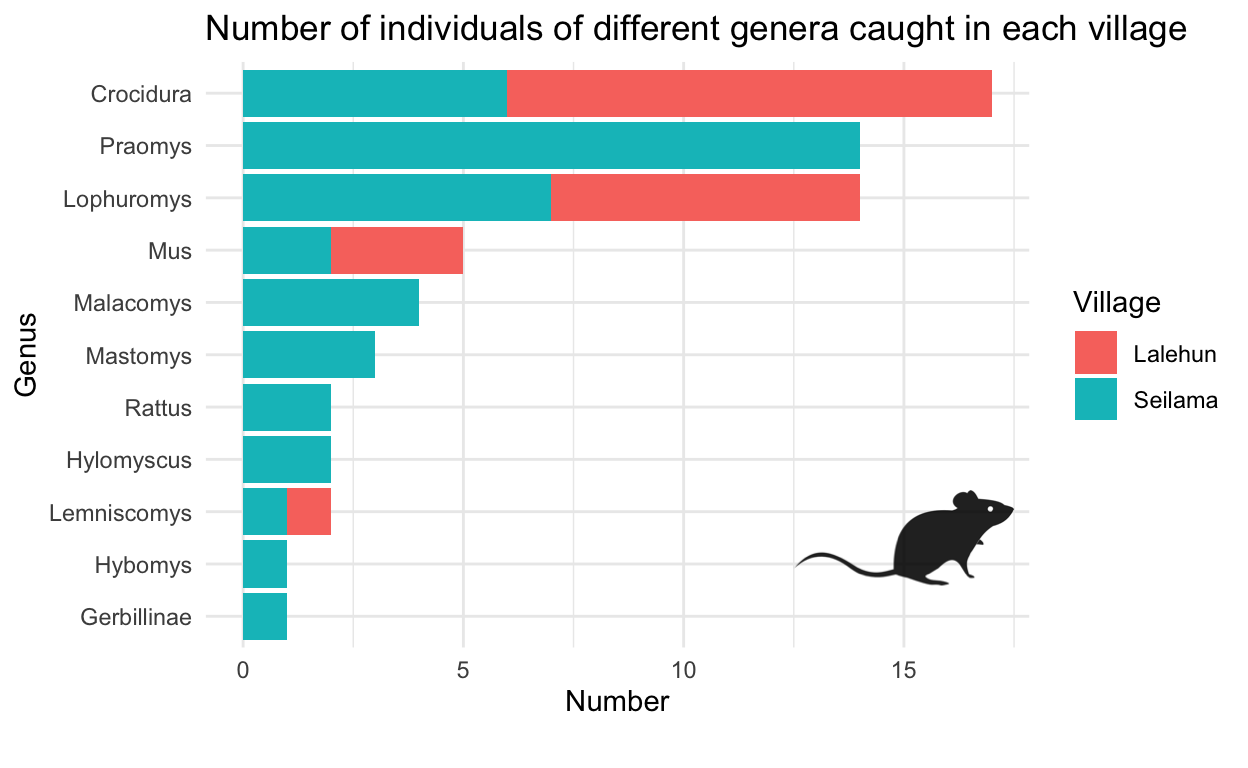 Number of individuals of different genera caught in each village
Crocidura
Praomys
Lophuromys
Mus
Malacomys
Mastomys
Rattus
Hylomyscus
Lemniscomys
Hybomys
Gerbillinae
Genus
0 5 10 15
Number
Village
Lalehun
Seilama